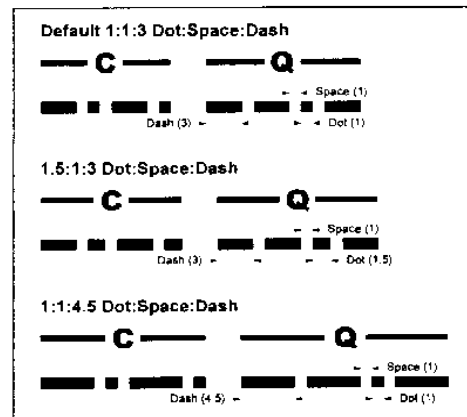 Default 1:1:3 Dot:Space:Dash
C Q
Space (1)
Dash (3) Dot (1)
1.5:1:3 Dot:Space:Dash
C Q
Space (1)
Dash (3) Dot (1.5)
1:1:4.5 Dot:Space:Dash
C Q
Space (1)
Dash (4.5) Dot (1)